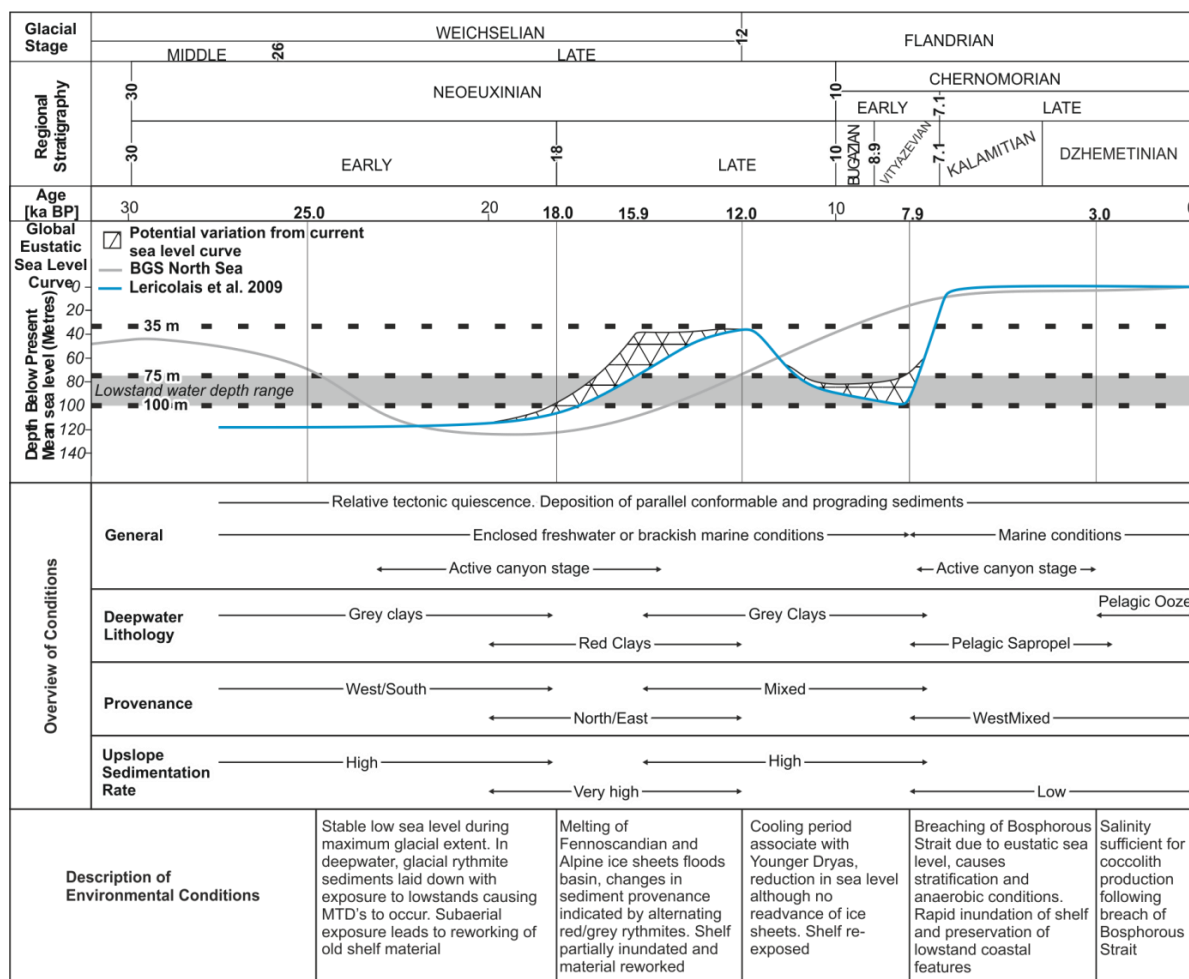 Glacial
Stage
WEICHSELIAN
MIDDLE
26
LATE
12
FLANDRIAN
Regional
Stratigraphy
30
NEOEUXINIAN
10
CHERNOMORIAN
EARLY
7.1
LATE
30
EARLY
18
LATE
10
BUGAZIAN
8.9
VITYAZEVIAN
7.1
KALAMITIAN
DZHEMETINIAN
Age
[ka BP]
30
25.0
20
18.0
15.9
12.0
10
7.9
3.0
0
Global
Eustatic
Sea Level
Curve
Potential variation from current
sea level curve
BGS North Sea
Lericolais et al. 2009
Depth Below Present
Mean sea level (Metres)
0
20
40
60
80
100
120
140
35 m
75 m
Lowstand water depth range
100 m
Overview of Conditions
General
Relative tectonic quiescence. Deposition of parallel conformable and prograding sediments
Enclosed freshwater or brackish marine conditions
Marine conditions
Active canyon stage
Active canyon stage
Deepwater
Lithology
Grey clays
Grey Clays
Pelagic Ooze
Red Clays
Pelagic Sapropel
Provenance
West/South
Mixed
North/East
WestMixed
Upslope
Sedimentation
Rate
High
High
Very high
Low
Description of
Environmental Conditions
Stable low sea level during
maximum glacial extent. In
deepwater, glacial rythmite
sediments laid down with
exposure to lowstands causing
MTD's to occur. Subaerial
exposure leads to reworking of
old shelf material
Melting of
Fennoscandian and
Alpine ice sheets floods
basin, changes in
sediment provenance
indicated by alternating
red/grey rythmites. Shelf
partially inundated and
material reworked
Cooling period
associate with
Younger Dryas,
reduction in sea level
although no
readvance of ice
sheets. Shelf re-
exposed
Breaching of Bosphorous
Strait due to eustatic sea
level, causes
stratification and
anaerobic conditions.
Rapid inundation of shelf
and preservation of
lowstand coastal
features
Salinity
sufficient for
coccolith
production
following
breach of
Bosphorous
Strait